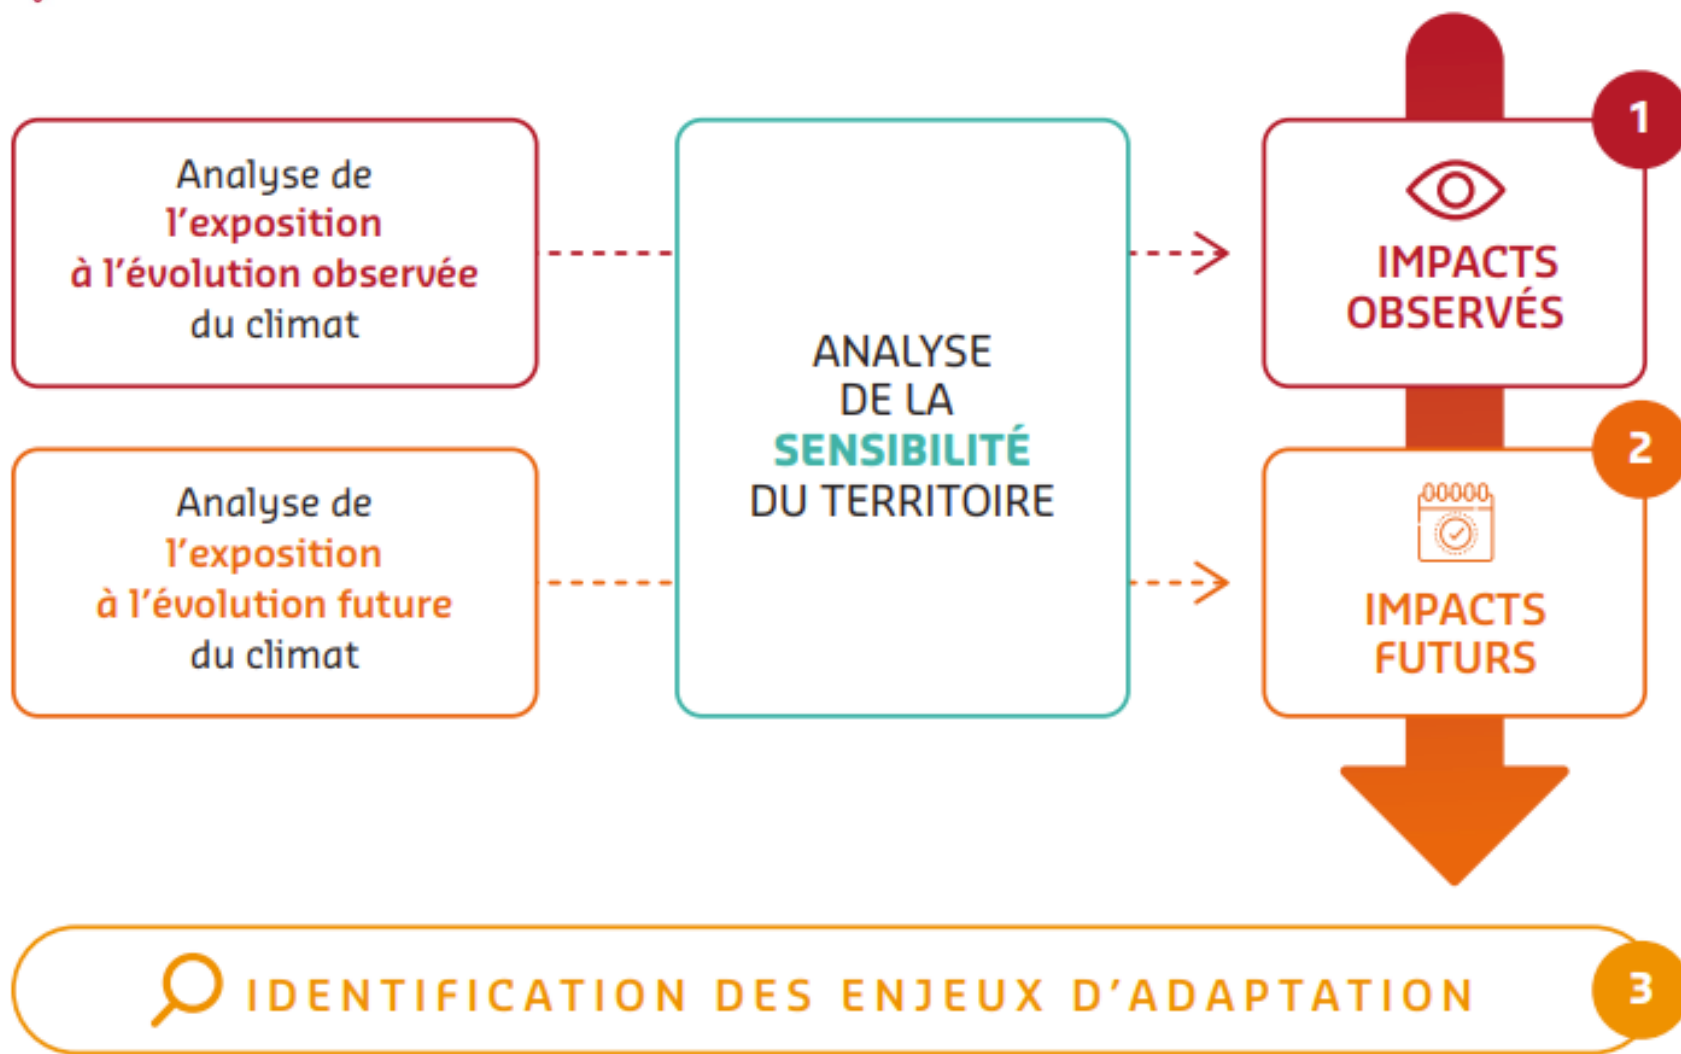 Analyse de
l'exposition
à l'évolution observée
du climat
ANALYSE
DE LA
SENSIBILITÉ
DU TERRITOIRE
1
IMPACTS
OBSERVÉS
Analyse de
l'exposition
à l'évolution future
du climat
2
IMPACTS
FUTURS
IDENTIFICATION DES ENJEUX D'ADAPTATION
3